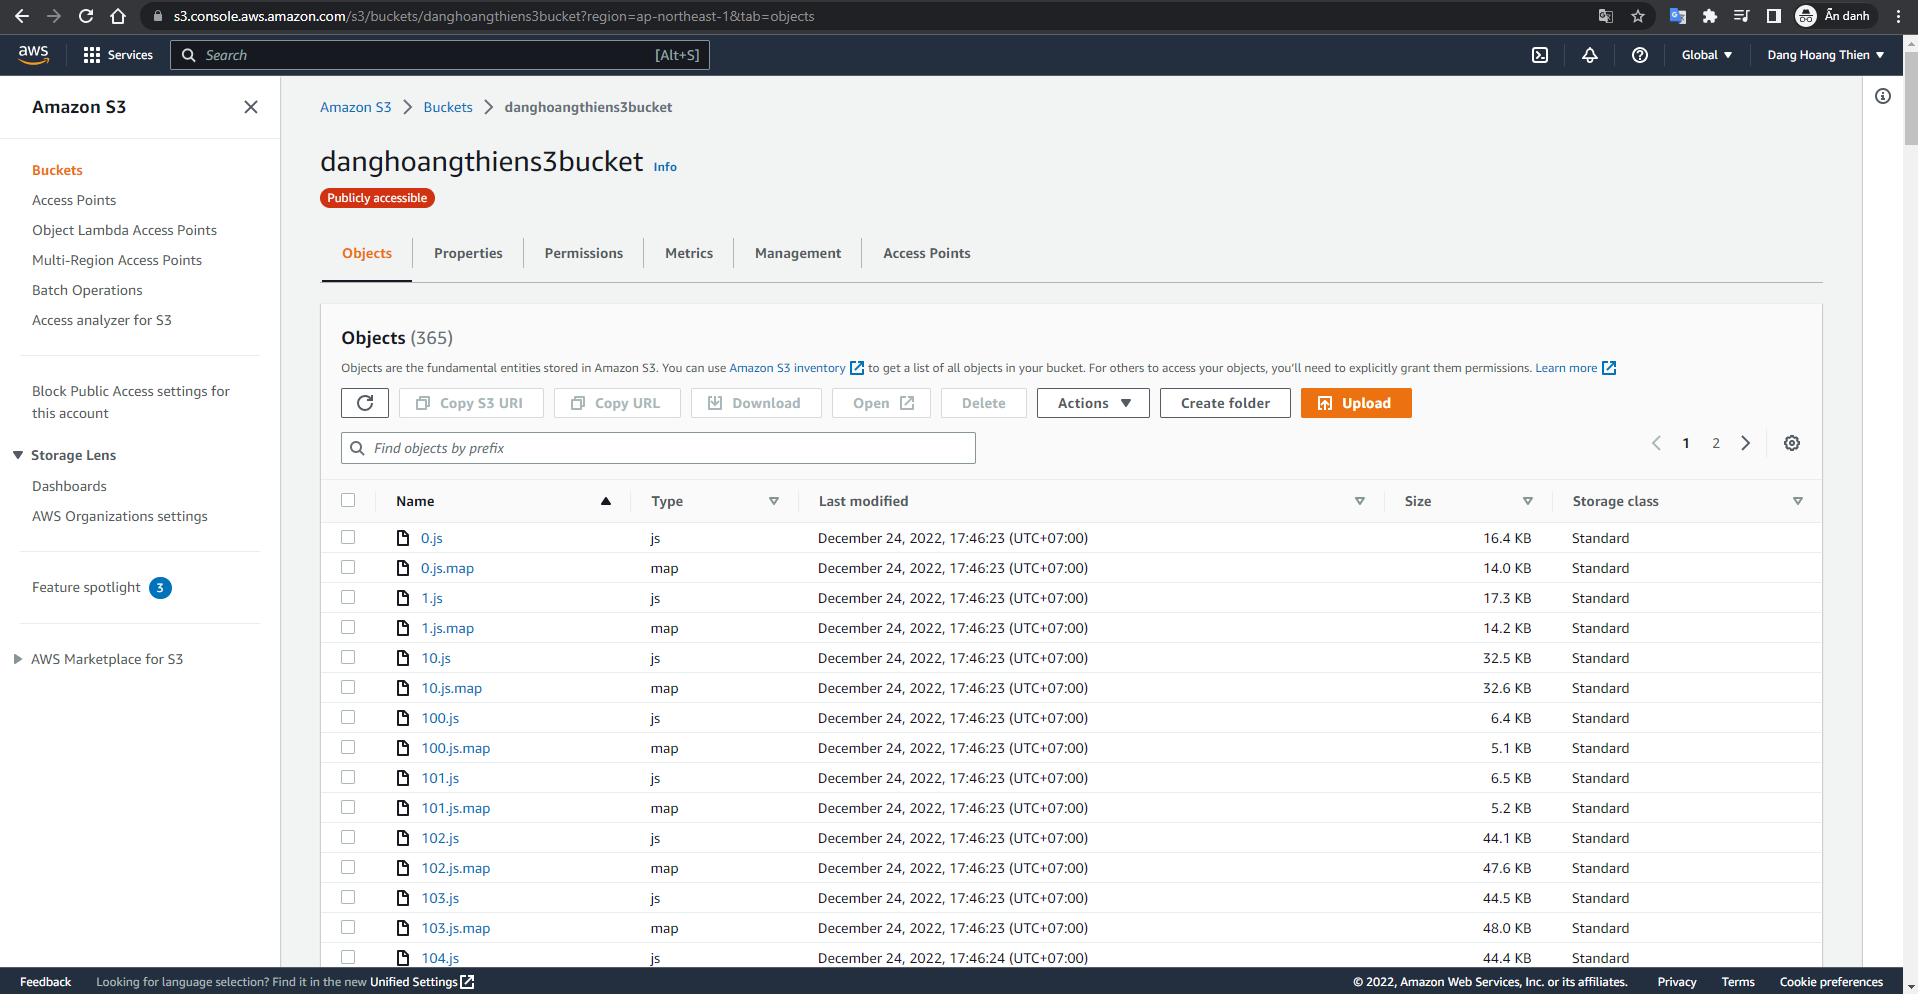 s3.console.aws.amazon.com/s3/buckets/danghoangthiens3bucket?region=ap-northeast-1&tab=objects
Ẩn danh
aws
Services
Search
[Alt+S]
Global
Dang Hoang Thien
Amazon S3
Buckets
Access Points
Object Lambda Access Points
Multi-Region Access Points
Batch Operations
Access analyzer for S3
Block Public Access settings for
this account
Storage Lens
Dashboards
AWS Organizations settings
Feature spotlight 3
AWS Marketplace for S3
Amazon S3 Buckets danghoangthiens3bucket
danghoangthiens3bucket Info
Publicly accessible
Objects Properties Permissions Metrics Management Access Points
Objects (365)
Objects are the fundamental entities stored in Amazon S3. You can use Amazon S3 inventory to get a list of all objects in your bucket. For others to access your objects, you'll need to explicitly grant them permissions. Learn more
Copy S3 URI Copy URL Download Open Delete Actions Create folder Upload
Find objects by prefix
1 2
Name Type Last modified Size Storage class
0.js js December 24, 2022, 17:46:23 (UTC+07:00) 16.4 KB Standard
0.js.map map December 24, 2022, 17:46:23 (UTC+07:00) 14.0 KB Standard
1.js js December 24, 2022, 17:46:23 (UTC+07:00) 17.3 KB Standard
1.js.map map December 24, 2022, 17:46:23 (UTC+07:00) 14.2 KB Standard
10.js js December 24, 2022, 17:46:23 (UTC+07:00) 32.5 KB Standard
10.js.map map December 24, 2022, 17:46:23 (UTC+07:00) 32.6 KB Standard
100.js js December 24, 2022, 17:46:23 (UTC+07:00) 6.4 KB Standard
100.js.map map December 24, 2022, 17:46:23 (UTC+07:00) 5.1 KB Standard
101.js js December 24, 2022, 17:46:23 (UTC+07:00) 6.5 KB Standard
101.js.map map December 24, 2022, 17:46:23 (UTC+07:00) 5.2 KB Standard
102.js js December 24, 2022, 17:46:23 (UTC+07:00) 44.1 KB Standard
102.js.map map December 24, 2022, 17:46:23 (UTC+07:00) 47.6 KB Standard
103.js js December 24, 2022, 17:46:23 (UTC+07:00) 44.5 KB Standard
103.js.map map December 24, 2022, 17:46:23 (UTC+07:00) 48.0 KB Standard
104.js js December 24, 2022, 17:46:24 (UTC+07:00) 44.4 KB Standard
Feedback Looking for language selection? Find it in the new Unified Settings © 2022, Amazon Web Services, Inc. or its affiliates. Privacy Terms Cookie preferences